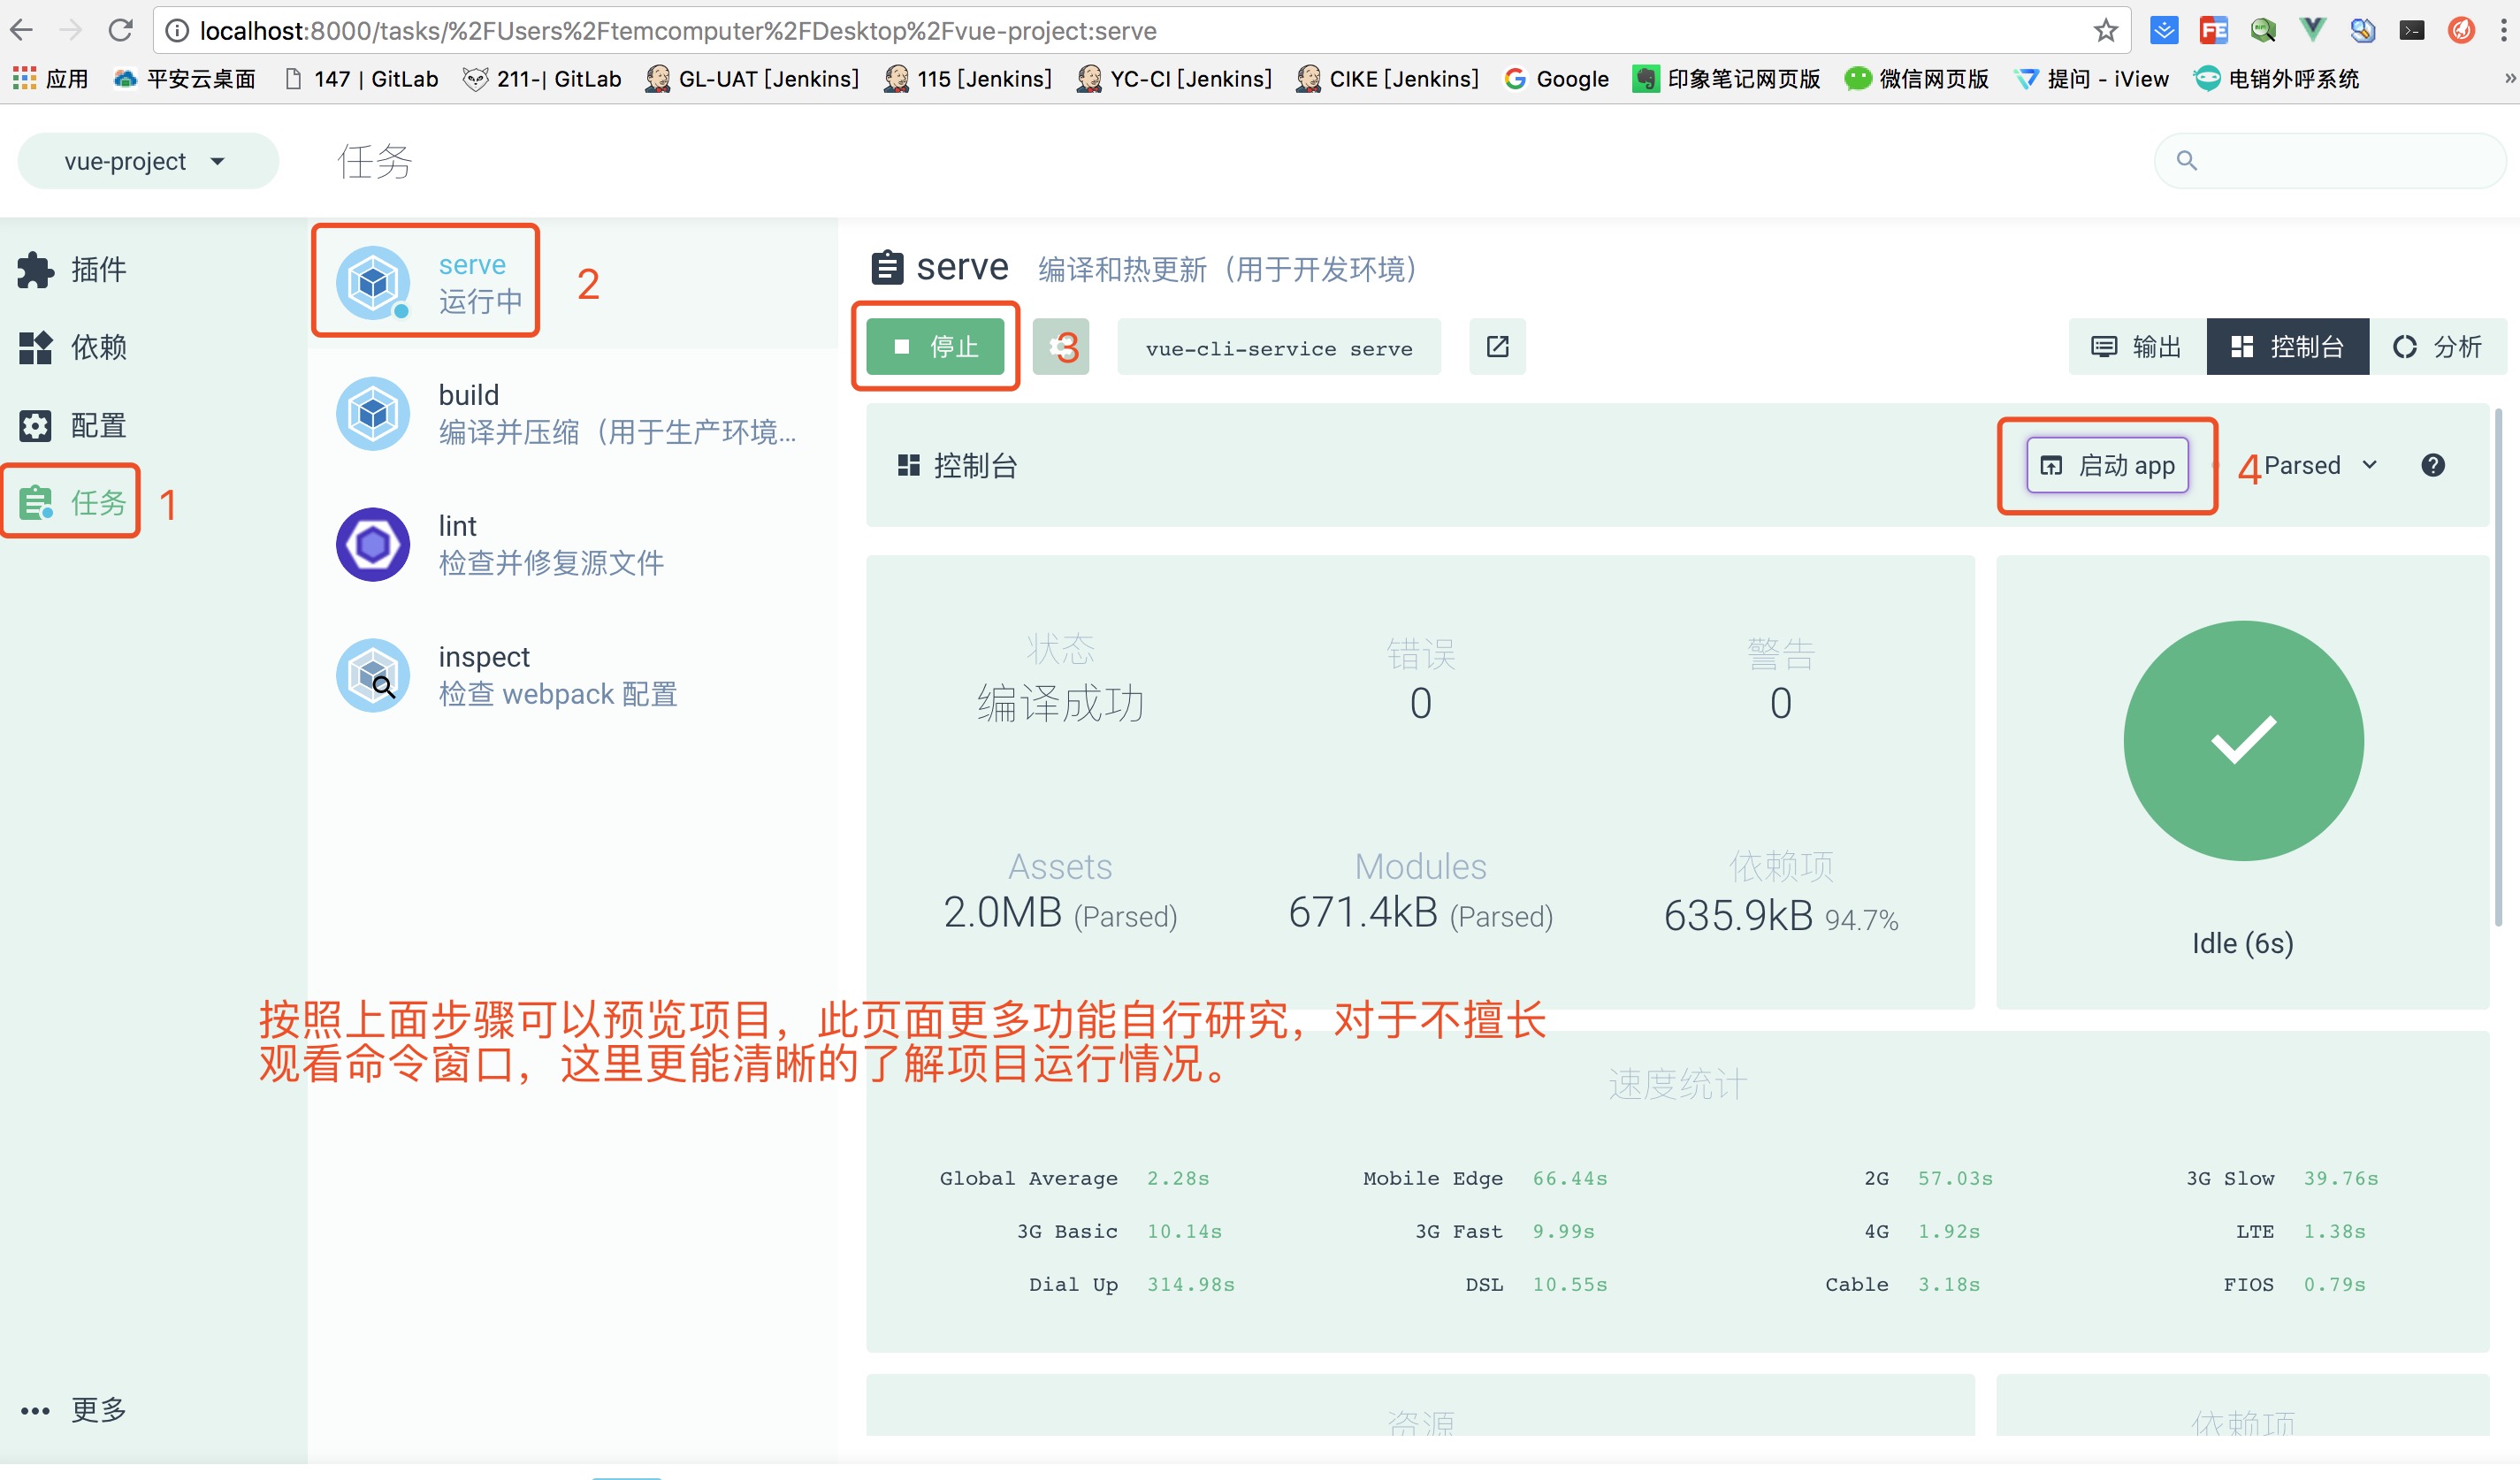 localhost:8000/tasks/%2FUsers%2Ftemcomputer%2FDesktop%2Fvue-project:serve
应用 平安云桌面 147 | GitLab 211-| GitLab GL-UAT [Jenkins] 115 [Jenkins] YC-CI [Jenkins] CIKE [Jenkins] Google 印象笔记网页版 微信网页版 提问 - iView 电销外呼系统 »
vue-project 任务
插件
依赖
配置
任务 1
更多
serve
运行中
2
build
编译并压缩（用于生产环境...
lint
检查并修复源文件
inspect
检查 webpack 配置
serve 编译和热更新（用于开发环境）
停止 3 vue-cli-service serve 输出 控制台 分析
控制台 启动 app 4 Parsed ?
状态 错误 警告
编译成功 0 0
Assets Modules 依赖项
2.0MB (Parsed) 671.4kB (Parsed) 635.9kB 94.7%
Idle (6s)
按照上面步骤可以预览项目，此页面更多功能自行研究，对于不擅长
观看命令窗口，这里更能清晰的了解项目运行情况。
速度统计
Global Average 2.28s Mobile Edge 66.44s 2G 57.03s 3G Slow 39.76s
3G Basic 10.14s 3G Fast 9.99s 4G 1.92s LTE 1.38s
Dial Up 314.98s DSL 10.55s Cable 3.18s FIOS 0.79s
资源 依赖项